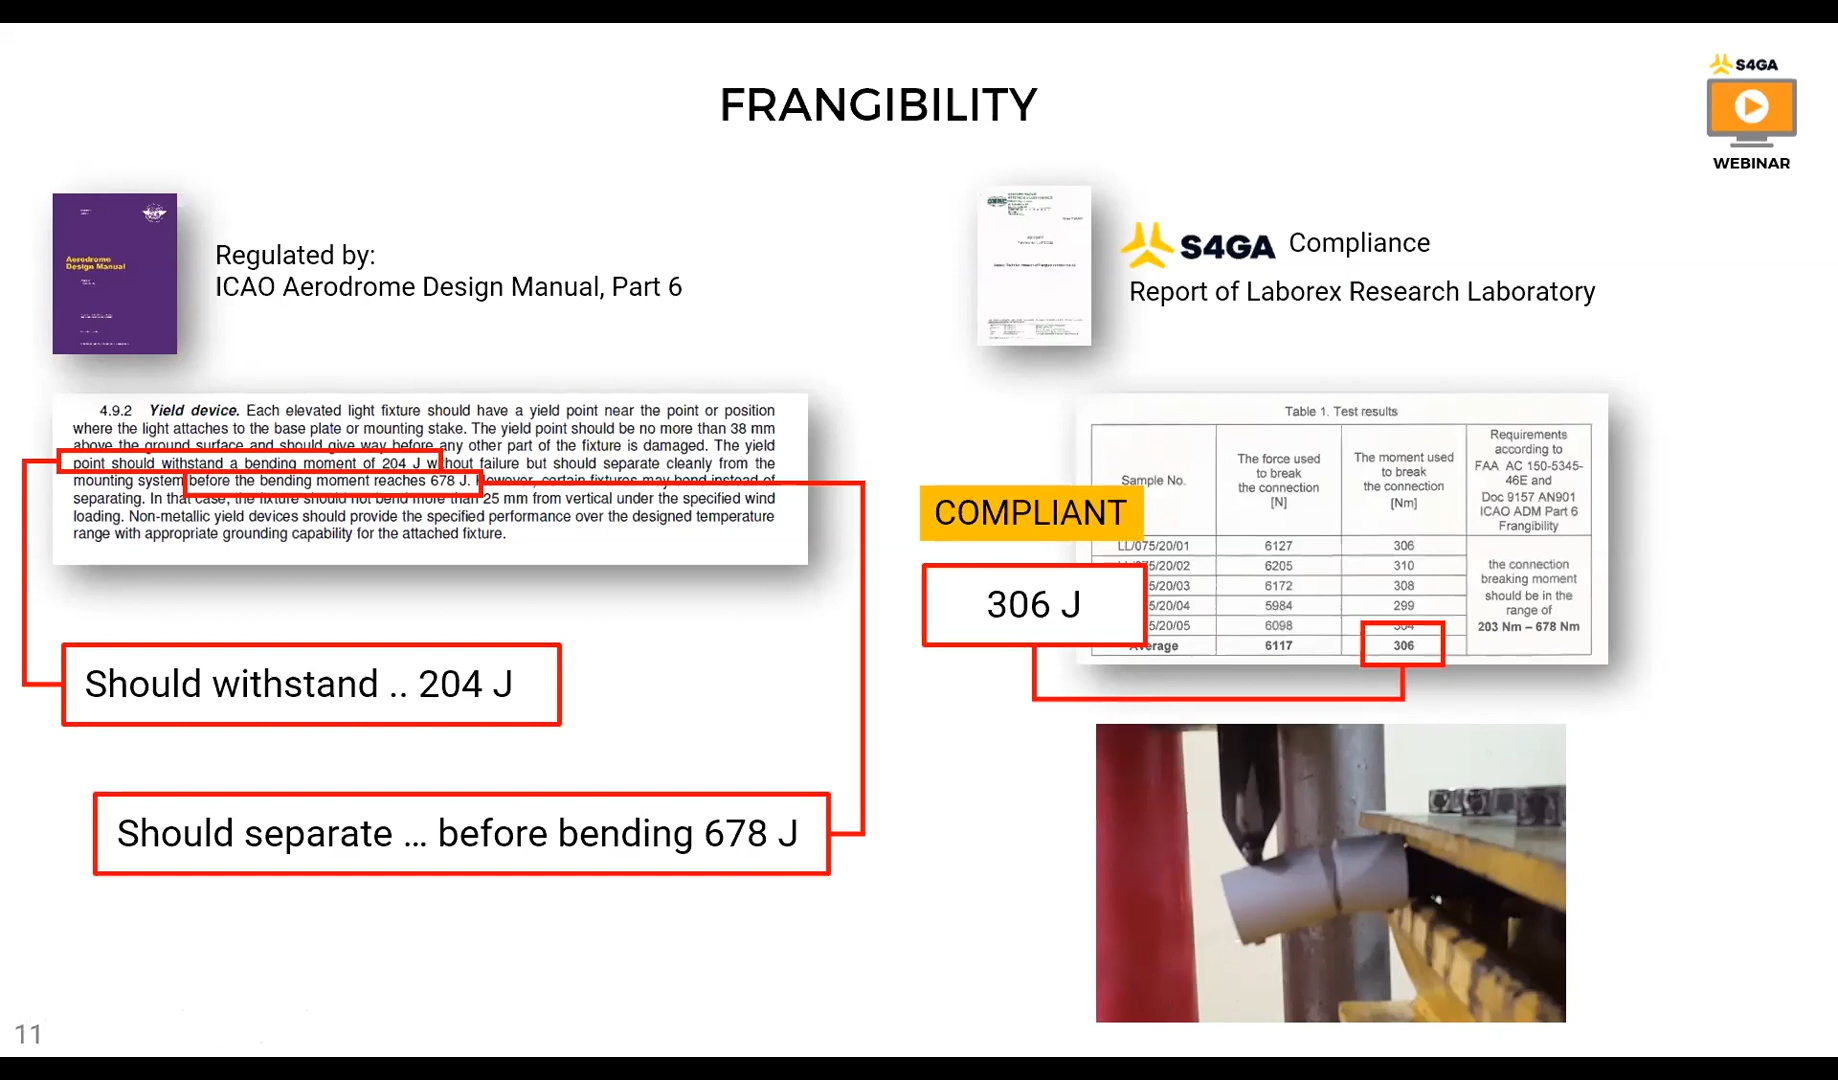 S4GA
WEBINAR
FRANGIBILITY
Aerodrome
Design Manual
Regulated by:
ICAO Aerodrome Design Manual, Part 6
4.9.2 Yield device. Each elevated light fixture should have a yield point near the point or position
where the light attaches to the base plate or mounting stake. The yield point should be no more than 38 mm
above the ground surface and should give way before any other part of the fixture is damaged. The yield
point should withstand a bending moment of 204 J without failure but should separate cleanly from the
mounting system before the bending moment reaches 678 J. However, certain fixtures may bend instead of
separating. In that case, the fixture should not bend more than 25 mm from vertical under the specified wind
loading. Non-metallic yield devices should provide the specified performance over the designed temperature
range with appropriate grounding capability for the attached fixture.
Should withstand .. 204 J
Should separate ... before bending 678 J
S4GA Compliance
Report of Laborex Research Laboratory
COMPLIANT
306 J
Table 1. Test results
Sample No.
The force used
to break
the connection
[N]
The moment used
to break
the connection
[Nm]
Requirements
according to
FAA AC 150-5345-
46E and
Doc 9157 AN901
ICAO ADM Part 6
Frangibility
LL/075/20/01 6127 306
5/20/02 6205 310
5/20/03 6172 308
5/20/04 5984 299
5/20/05 6098 304
Average 6117 306
the connection
breaking moment
should be in the
range of
203 Nm – 678 Nm
11